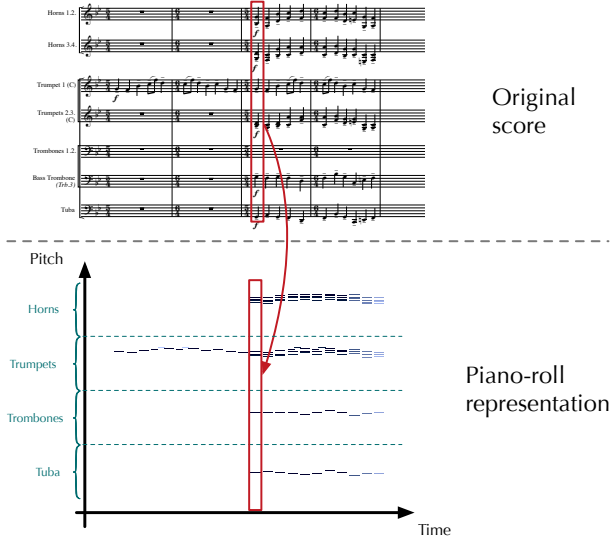 Horns 1.2.
Horns 3.4.
Trumpet 1 (C)
Trumpets 2.3.
(C)
Trombones 1.2.
Bass Trombone
(Trb.3)
Tuba
f
f
f
f
f
f
f
Original
score
Pitch
Horns
Trumpets
Trombones
Tuba
Piano-roll
representation
Time